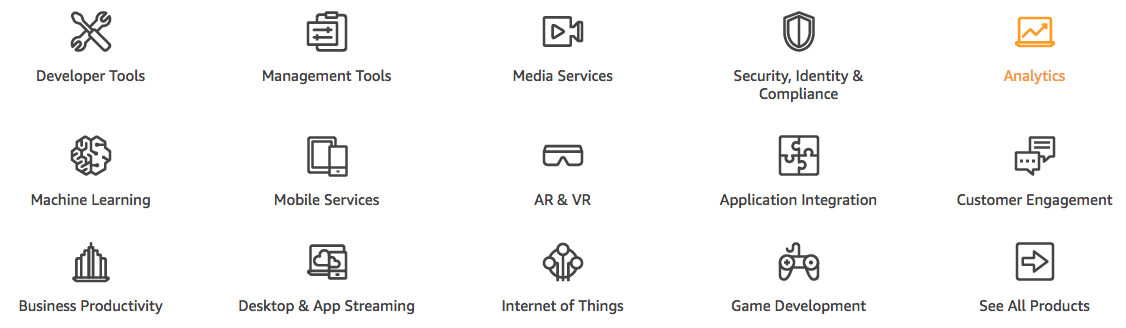 Developer Tools
Management Tools
Media Services
Security, Identity &
Compliance
Analytics
Machine Learning
Mobile Services
AR & VR
Application Integration
Customer Engagement
Business Productivity
Desktop & App Streaming
Internet of Things
Game Development
See All Products